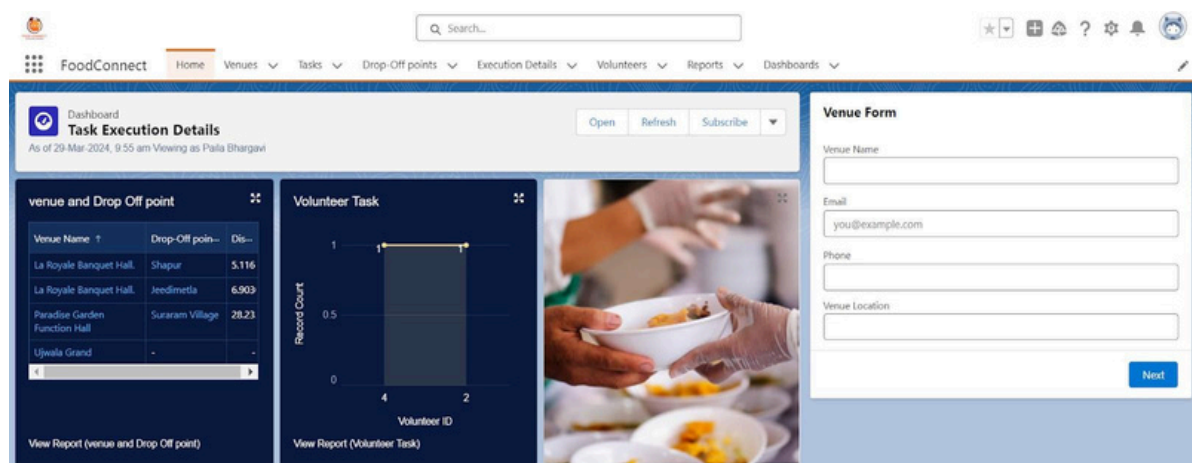 Search...
FoodConnect Home Venues Tasks Drop-Off points Execution Details Volunteers Reports Dashboards
Dashboard
Task Execution Details
As of 29-Mar-2024, 9:55 am Viewing as Paila Bhargavi
Open Refresh Subscribe
venue and Drop Off point
Venue Name ↑ Drop-Off poin... Dis...
La Royale Banquet Hall. Shapur 5.116
La Royale Banquet Hall. Jeedimetla 6.903
Paradise Garden
Function Hall Suraram Village 28.23
Ujwala Grand - -
View Report (venue and Drop Off point)
Volunteer Task
Record Count
1
0.5
0
1 1
4 2
Volunteer ID
View Report (Volunteer Task)
Venue Form
Venue Name
Email
you@example.com
Phone
Venue Location
Next